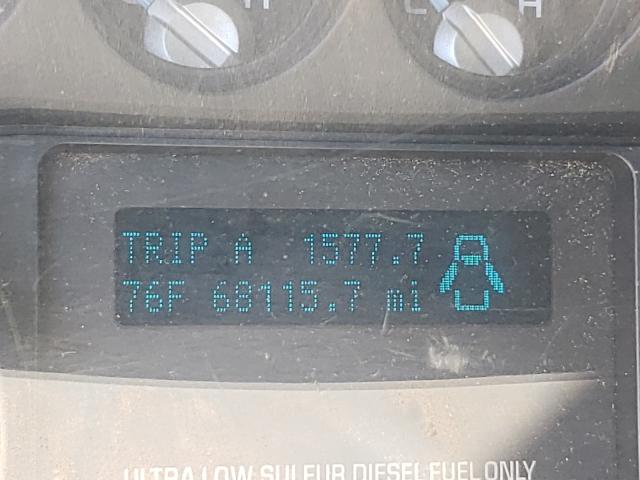 H
C H
TRIP A 1577.7
76F 68115.7 mi
ULTRA LOW SULFUR DIESEL FUEL ONLY